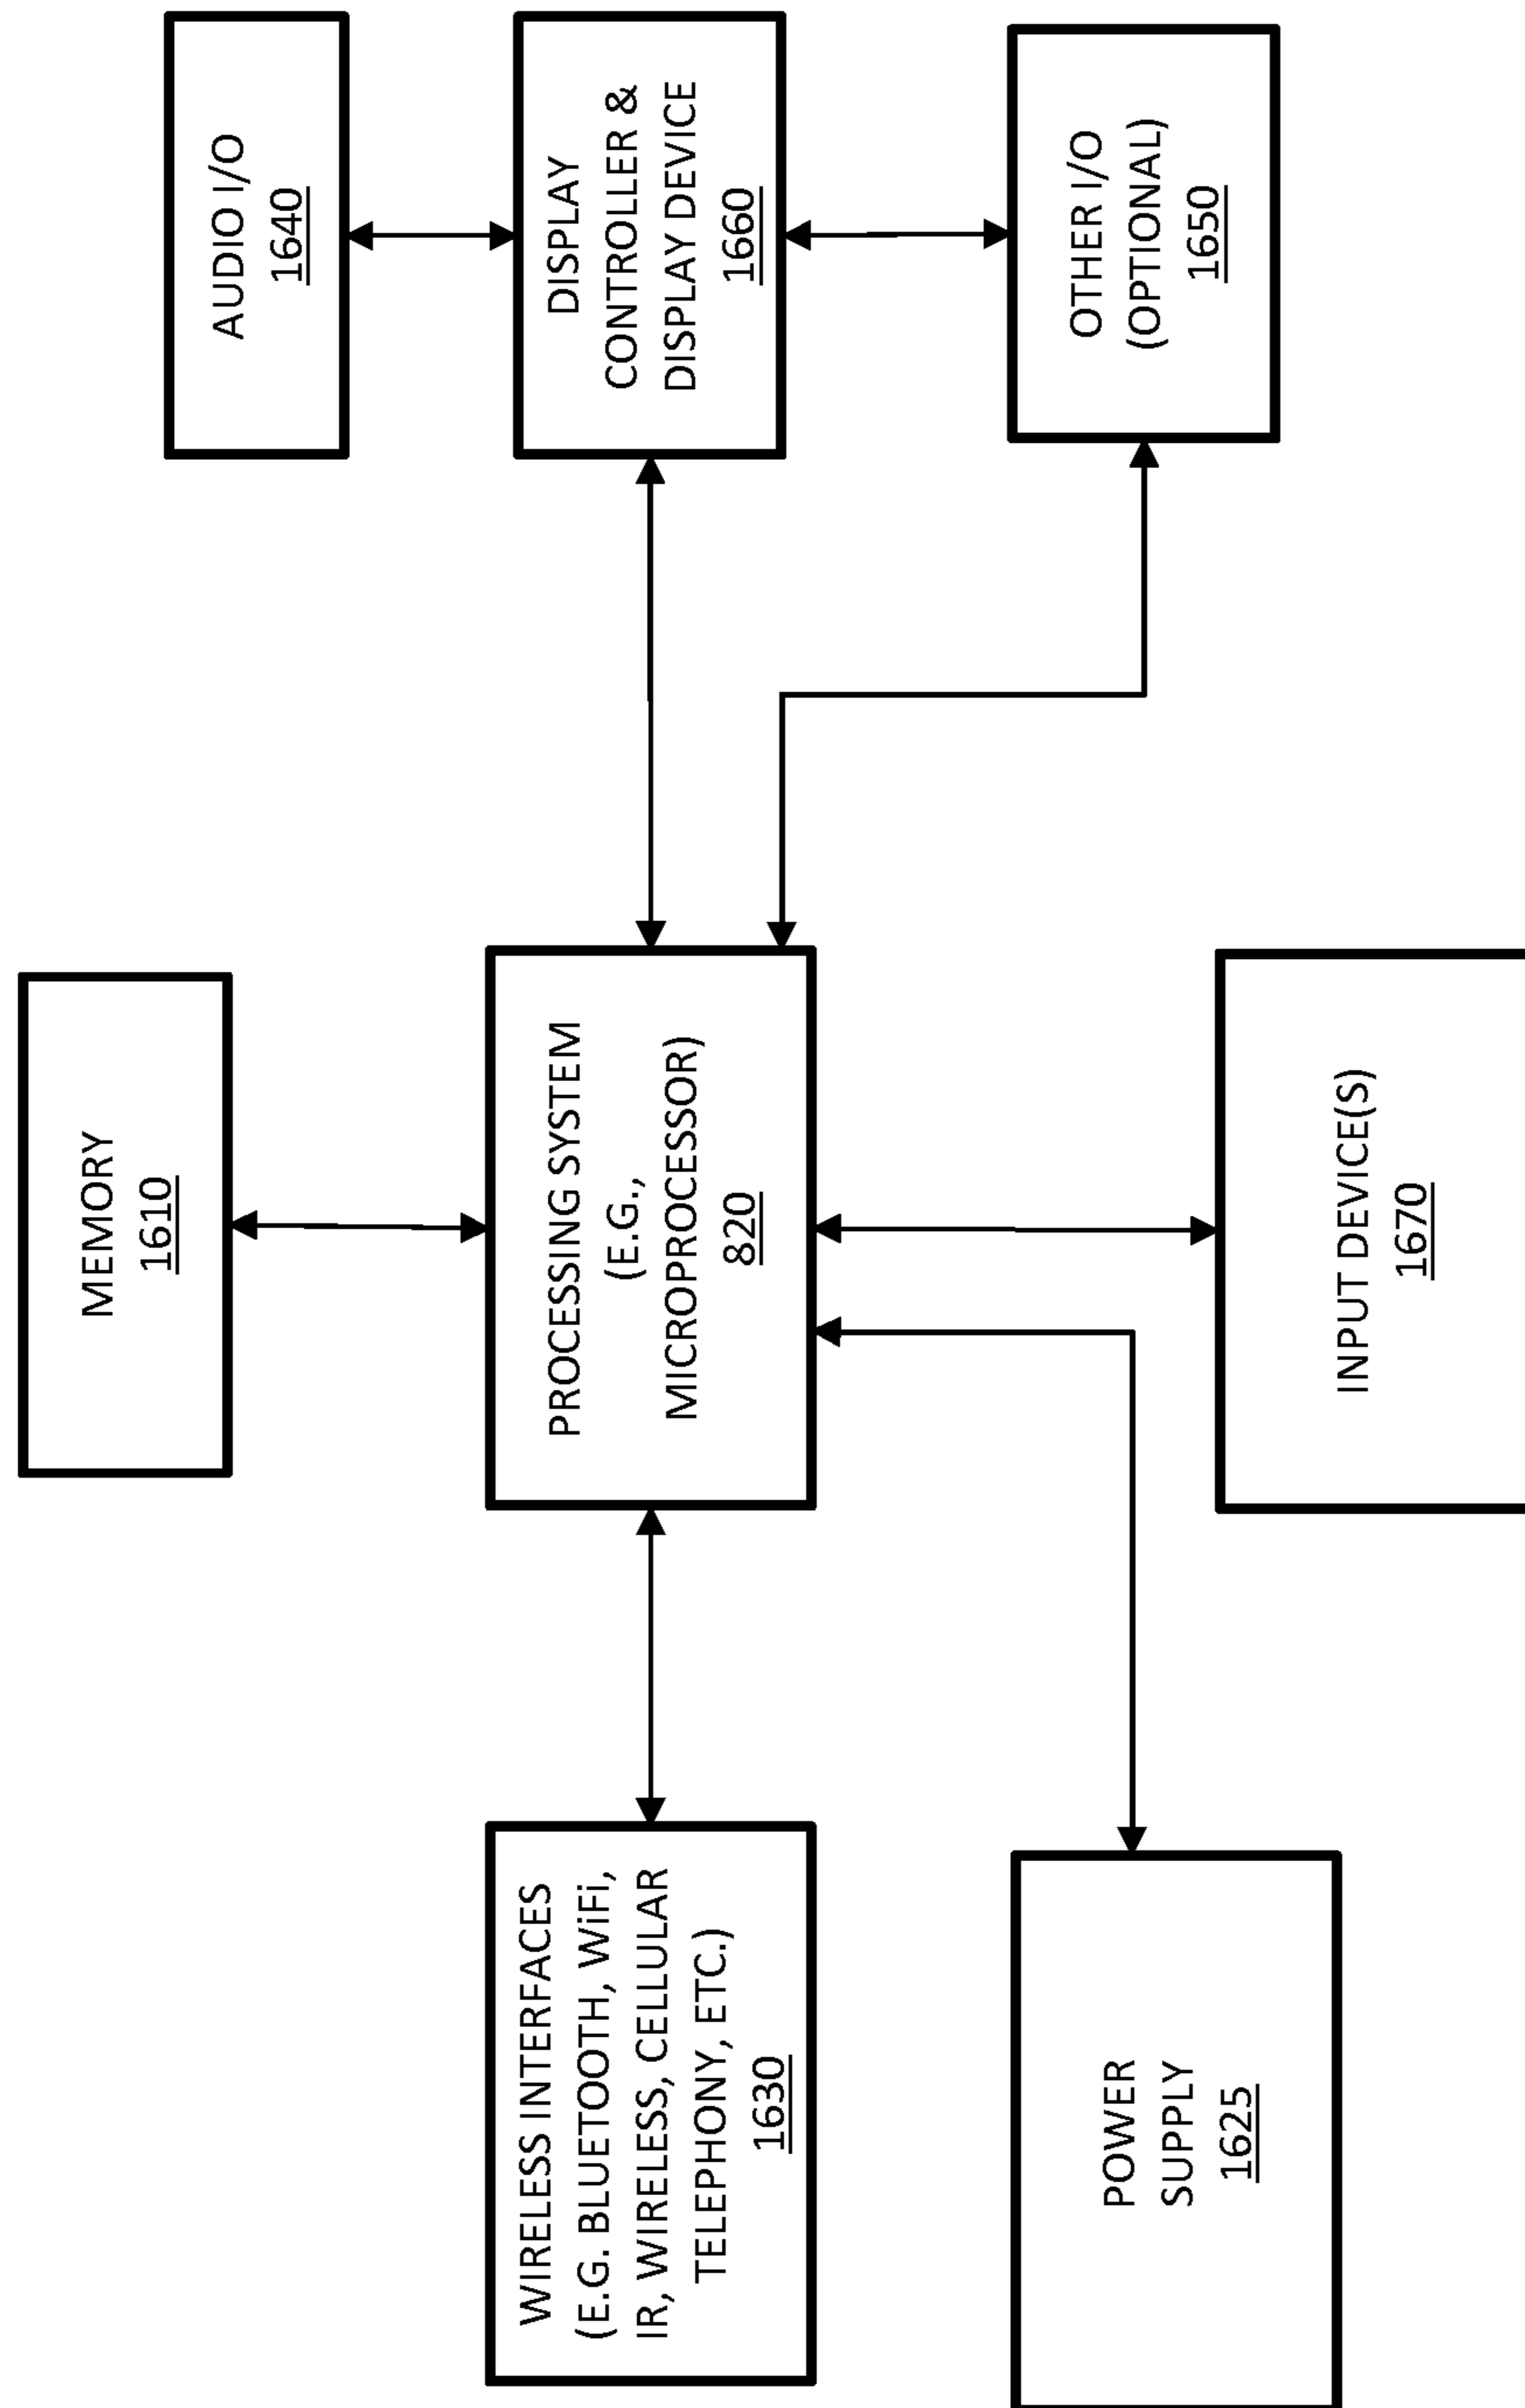 MEMORY
1610
AUDIO I/O
1640
WIRELESS INTERFACES
(E.G. BLUETOOTH, WiFi,
IR, WIRELESS, CELLULAR
TELEPHONY, ETC.)
1630
PROCESSING SYSTEM
(E.G.,
MICROPROCESSOR)
820
DISPLAY
CONTROLLER &
DISPLAY DEVICE
1660
POWER
SUPPLY
1625
INPUT DEVICE(S)
1670
OTHER I/O
(OPTIONAL)
1650